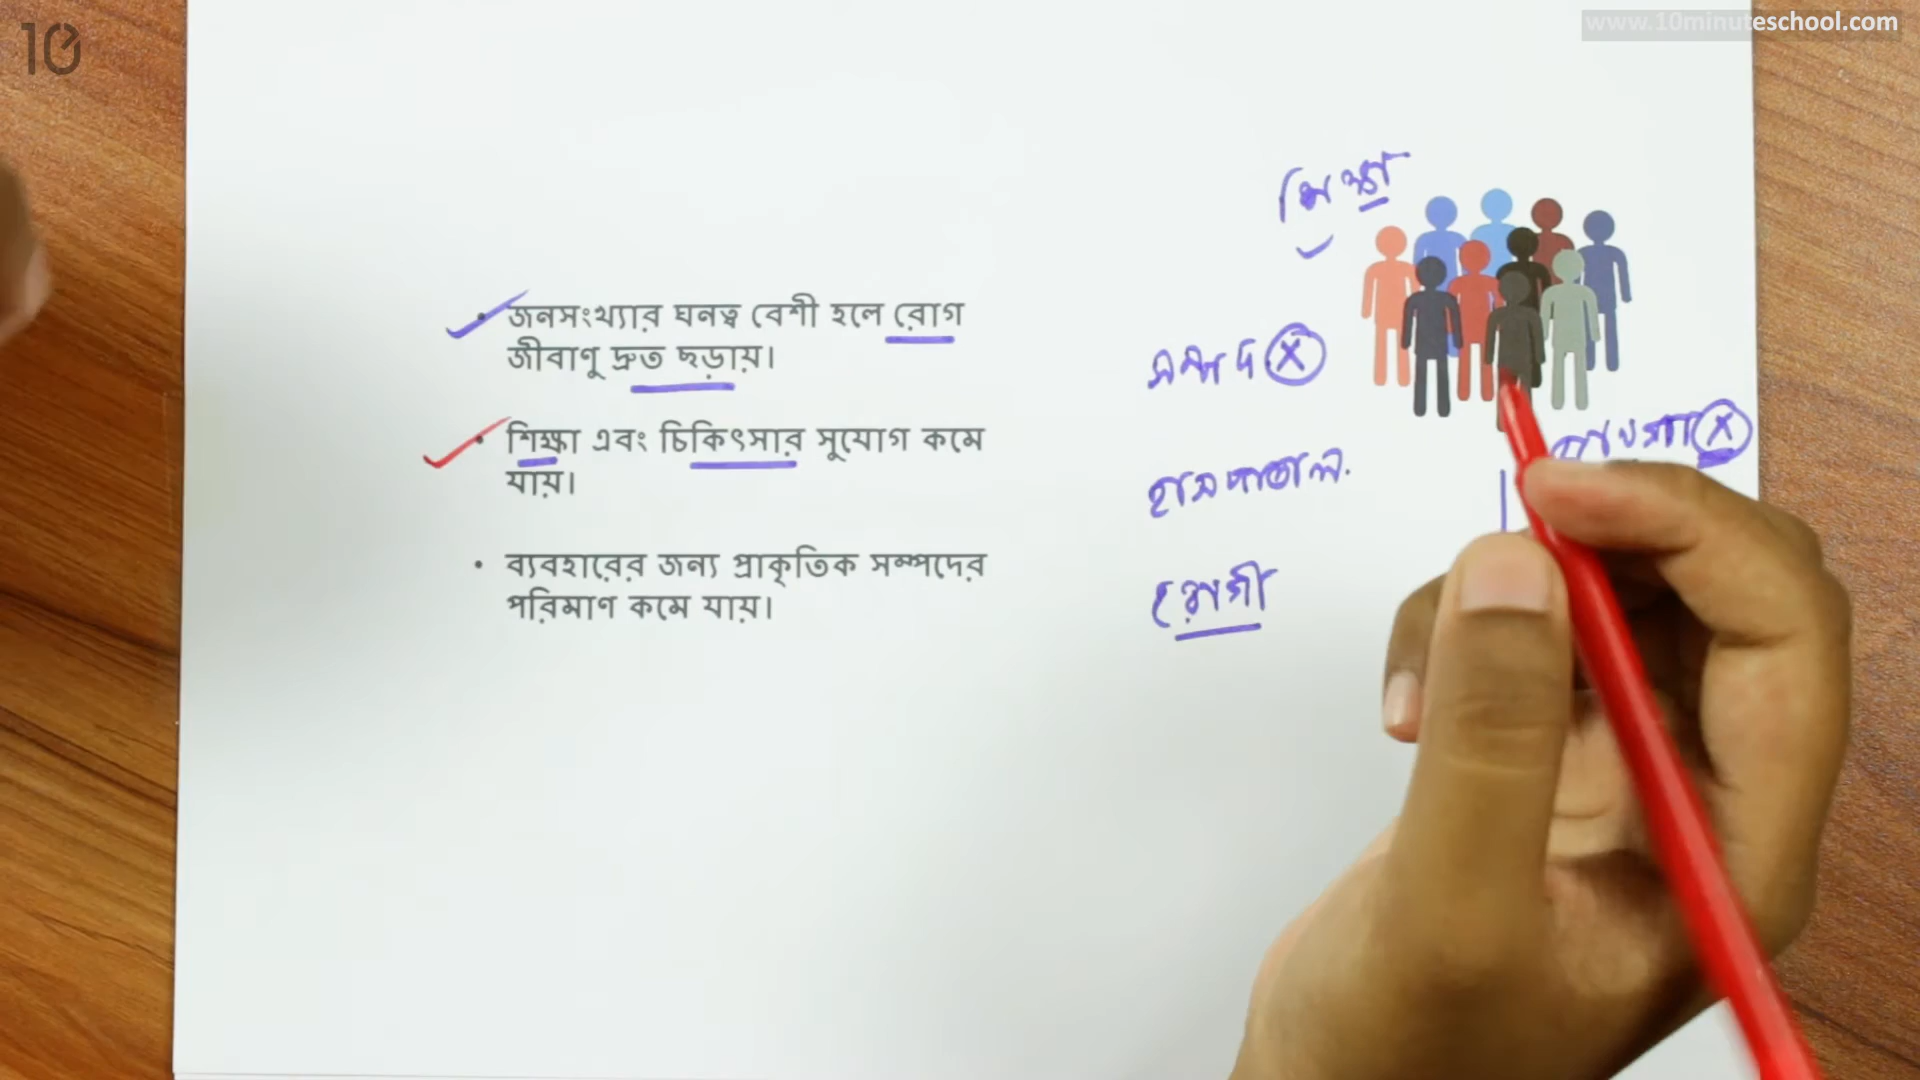 10
www.10minuteschool.com
• জনসংখ্যার ঘনত্ব বেশী হলে রোগ
জীবাণু দ্রুত ছড়ায়।
• শিক্ষা এবং চিকিৎসার সুযোগ কমে
যায়।
• ব্যবহারের জন্য প্রাকৃতিক সম্পদের
পরিমাণ কমে যায়।
শিক্ষা
সম্পদ X
হাসপাতাল
রোগী